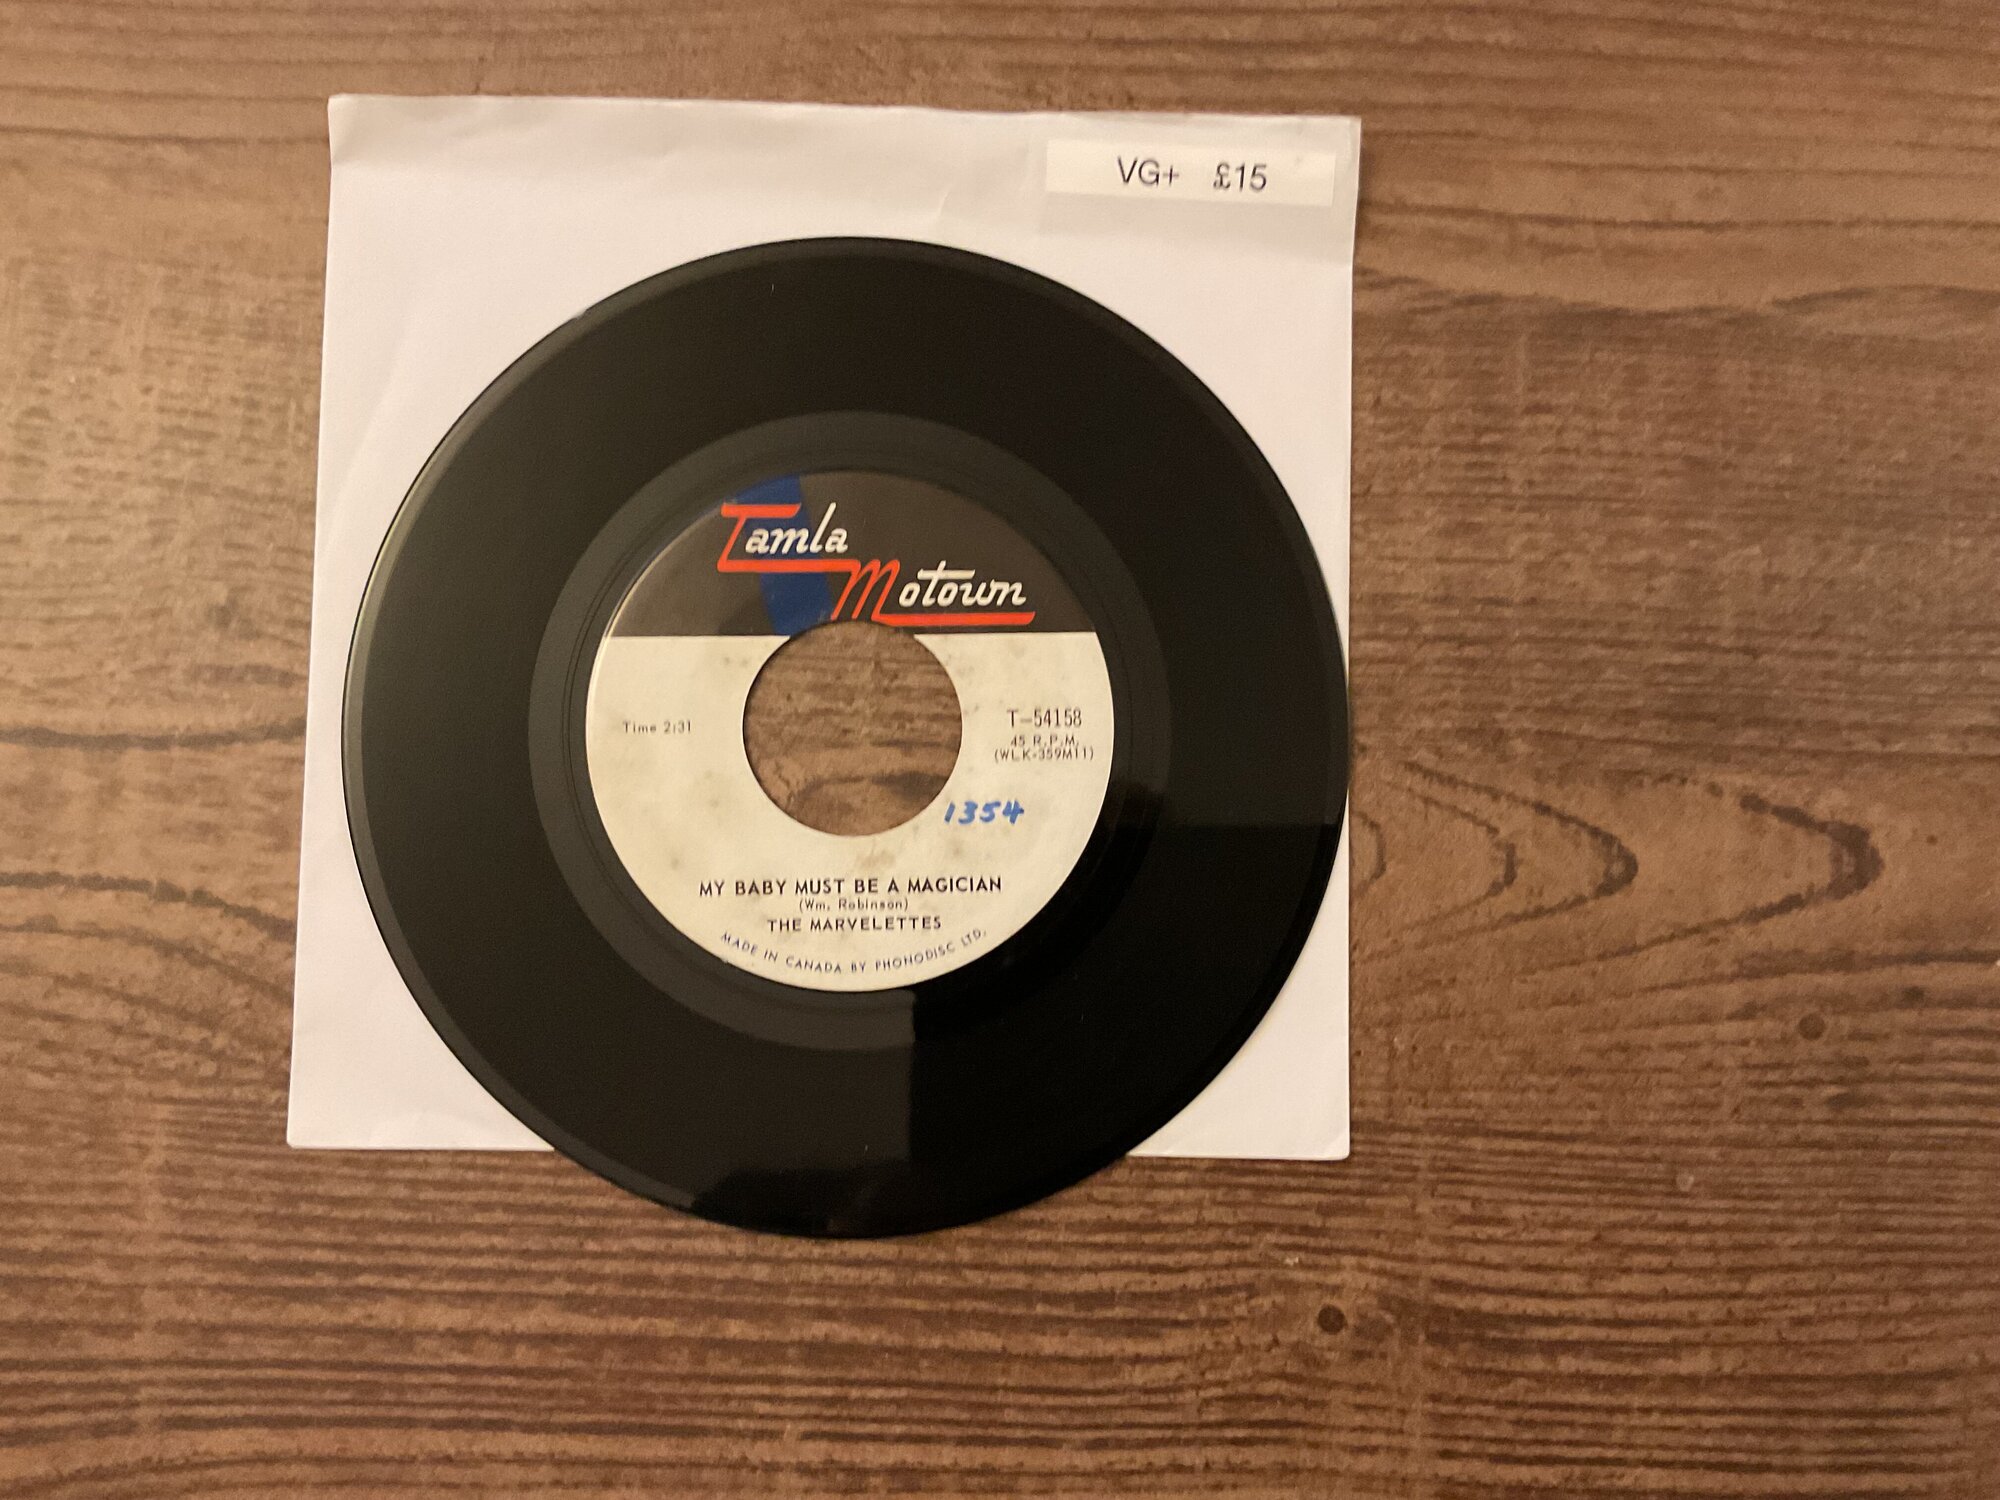 VG+ £15
Tamla
Motown
Time 2:31
T-54158
45 R.P.M.
(WLK-359M11)
1354
MY BABY MUST BE A MAGICIAN
(Wm. Robinson)
THE MARVELETTES
MADE IN CANADA BY PHONODISC LTD.